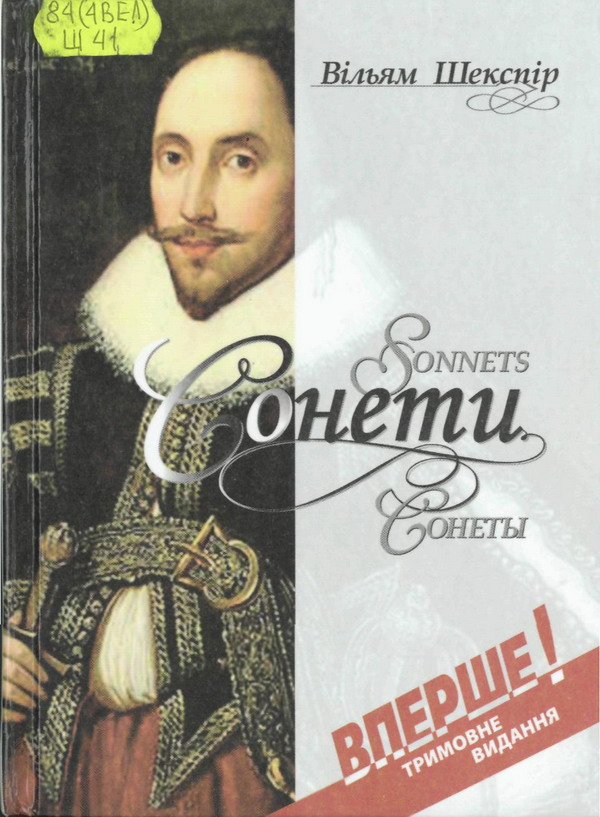 84(4ВЕЛ)
Ш 41
Вільям Шекспір
SONNETS
Сонети
СОНЕТЫ
ВПЕРШЕ!
ТРИМОВНЕ
ВИДАННЯ